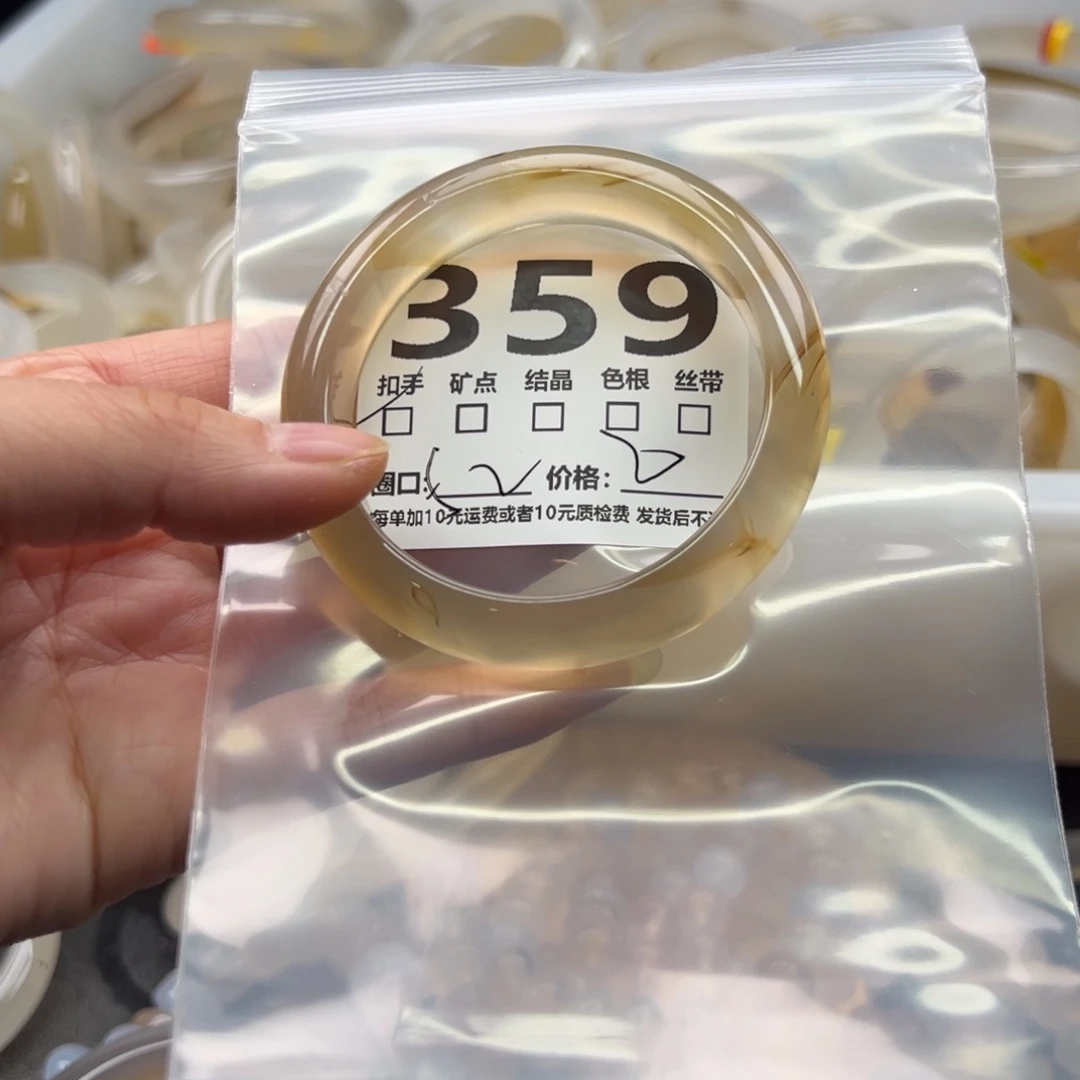 359
扣手 矿点 结晶 色根 丝带
圈口: 价格:
每单加10元运费或者10元质检费 发货后不